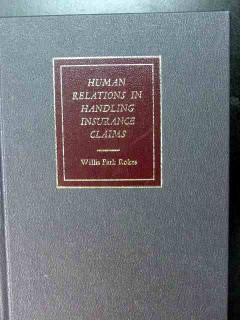 HUMAN
RELATIONS IN
HANDLING
INSURANCE
CLAIMS
Willis Park Rokes